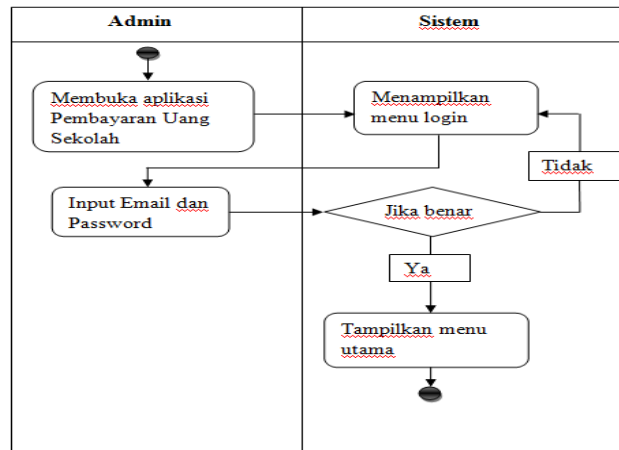 Admin
Sistem
Membuka aplikasi
Pembayaran Uang
Sekolah
Menampilkan
menu login
Tidak
Input Email dan
Password
Jika benar
Ya
Tampilkan menu
utama